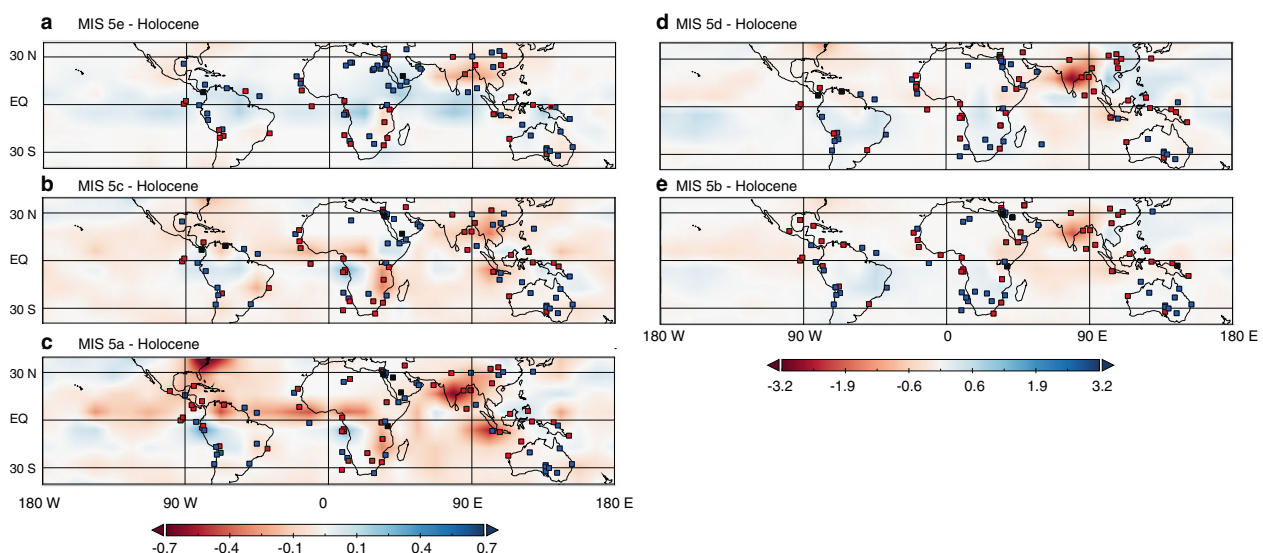 a MIS 5e - Holocene
30 N
EQ
30 S
b MIS 5c - Holocene
30 N
EQ
30 S
c MIS 5a - Holocene
30 N
EQ
30 S
180 W 90 W 0 90 E 180 E
-0.7 -0.4 -0.1 0.1 0.4 0.7
d MIS 5d - Holocene
e MIS 5b - Holocene
180 W 90 W 0 90 E 180 E
-3.2 -1.9 -0.6 0.6 1.9 3.2